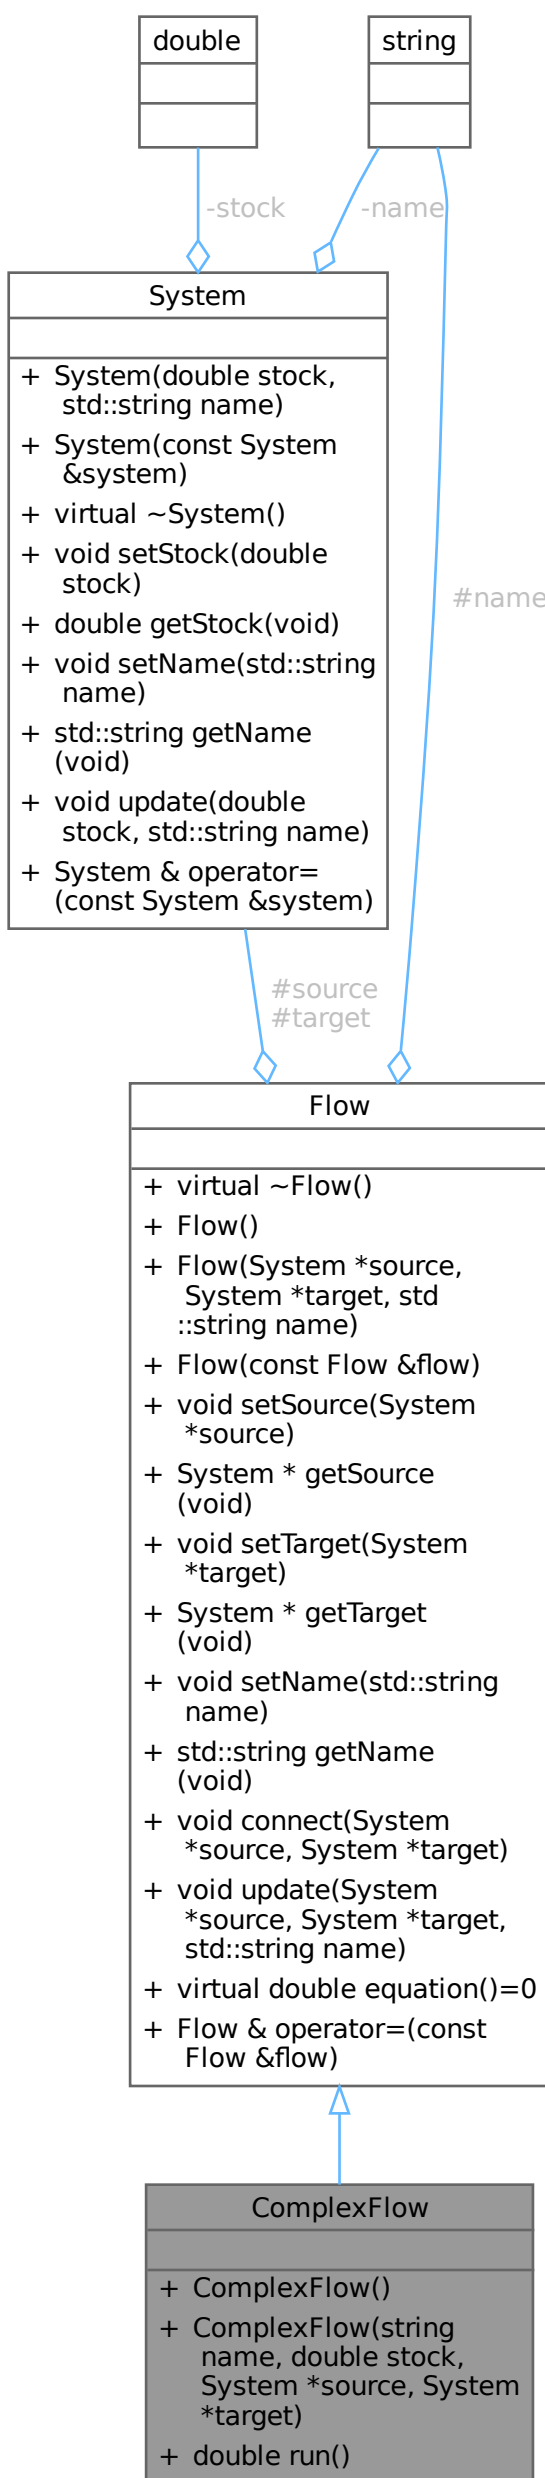 double
string
-stock
-name
System
+ System(double stock,
std::string name)
+ System(const System
&system)
+ virtual ~System()
+ void setStock(double
stock)
+ double getStock(void)
+ void setName(std::string
name)
+ std::string getName
(void)
+ void update(double
stock, std::string name)
+ System & operator=
(const System &system)
#name
#source
#target
Flow
+ virtual ~Flow()
+ Flow()
+ Flow(System *source,
System *target, std
::string name)
+ Flow(const Flow &flow)
+ void setSource(System
*source)
+ System * getSource
(void)
+ void setTarget(System
*target)
+ System * getTarget
(void)
+ void setName(std::string
name)
+ std::string getName
(void)
+ void connect(System
*source, System *target)
+ void update(System
*source, System *target,
std::string name)
+ virtual double equation()=0
+ Flow & operator=(const
Flow &flow)
ComplexFlow
+ ComplexFlow()
+ ComplexFlow(string
name, double stock,
System *source, System
*target)
+ double run()